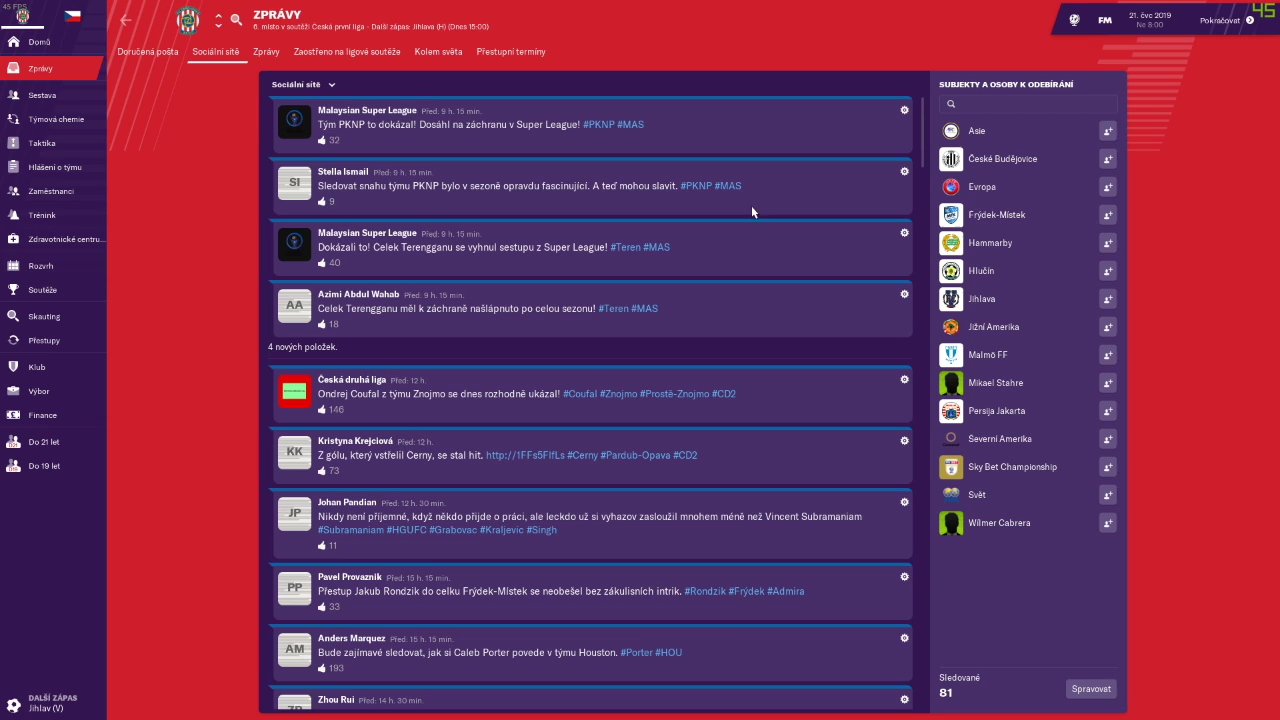 45 FPS
45
ZPRÁVY
6. místo v soutěži Česká první liga - Další zápas: Jihlava (H) (Dnes 15:00)
FM
21. čvc 2019
Ne 8:00
Pokračovat
Domů
Zprávy
Sestava
Týmová chemie
Taktika
Hlášení o týmu
Zaměstnanci
Trénink
Zdravotnické centru...
Rozvrh
Soutěže
Skauting
Přestupy
Klub
Výbor
Finance
Do 21 let
Do 19 let
DALŠÍ ZÁPAS
Jihlav (V)
Doručená pošta Sociální sítě Zprávy Zaostřeno na ligové soutěže Kolem světa Přestupní termíny
Sociální sítě
Malaysian Super League Před: 9 h. 15 min.
Tým PKNP to dokázal! Dosáhl na záchranu v Super League! #PKNP #MAS
32
SI
Stella Ismail Před: 9 h. 15 min.
Sledovat snahu týmu PKNP bylo v sezoně opravdu fascinující. A teď mohou slavit. #PKNP #MAS
9
Malaysian Super League Před: 9 h. 15 min.
Dokázali to! Celek Terengganu se vyhnul sestupu z Super League! #Teren #MAS
40
AA
Azimi Abdul Wahab Před: 9 h. 15 min.
Celek Terengganu měl k záchraně našlápnuto po celou sezonu! #Teren #MAS
18
4 nových položek.
Česká druhá liga Před: 12 h.
Ondrej Coufal z týmu Znojmo se dnes rozhodně ukázal! #Coufal #Znojmo #Prostě-Znojmo #CD2
146
KK
Kristyna Krejciová Před: 12 h.
Z gólu, který vstřelil Cerny, se stal hit. http://1FFs5FIfLs #Cerny #Pardub-Opava #CD2
73
JP
Johan Pandian Před: 12 h. 30 min.
Nikdy není příjemné, když někdo přijde o práci, ale leckdo už si vyhazov zasloužil mnohem méně než Vincent Subramaniam
#Subramaniam #HGUFC #Grabovac #Kraljevic #Singh
11
PP
Pavel Provazník Před: 15 h. 15 min.
Přestup Jakub Rondzik do celku Frýdek-Místek se neobešel bez zákulisních intrik. #Rondzik #Frýdek #Admira
33
AM
Anders Marquez Před: 15 h. 15 min.
Bude zajímavé sledovat, jak si Caleb Porter povede v týmu Houston. #Porter #HOU
193
Zhou Rui Před: 14 h. 30 min.
SUBJEKTY A OSOBY K ODEBÍRÁNÍ
Asie
České Budějovice
Evropa
Frýdek-Místek
Hammarby
Hlučín
Jihlava
Jižní Amerika
Malmö FF
Mikael Stahre
Persija Jakarta
Severní Amerika
Sky Bet Championship
Svět
Wílmer Cabrera
Sledované
81
Spravovat